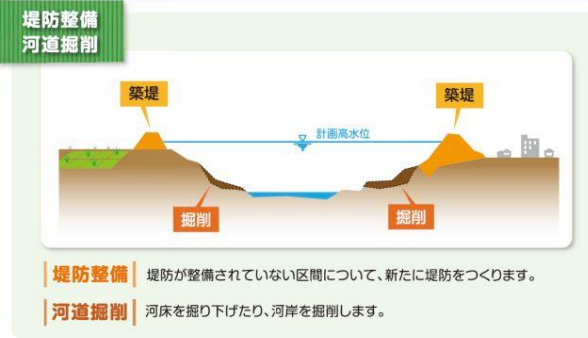 堤防整備
河道掘削
築堤
築堤
計画高水位
掘削
掘削
堤防整備 堤防が整備されていない区間について、新たに堤防をつくります。
河道掘削 河床を掘り下げたり、河岸を掘削します。